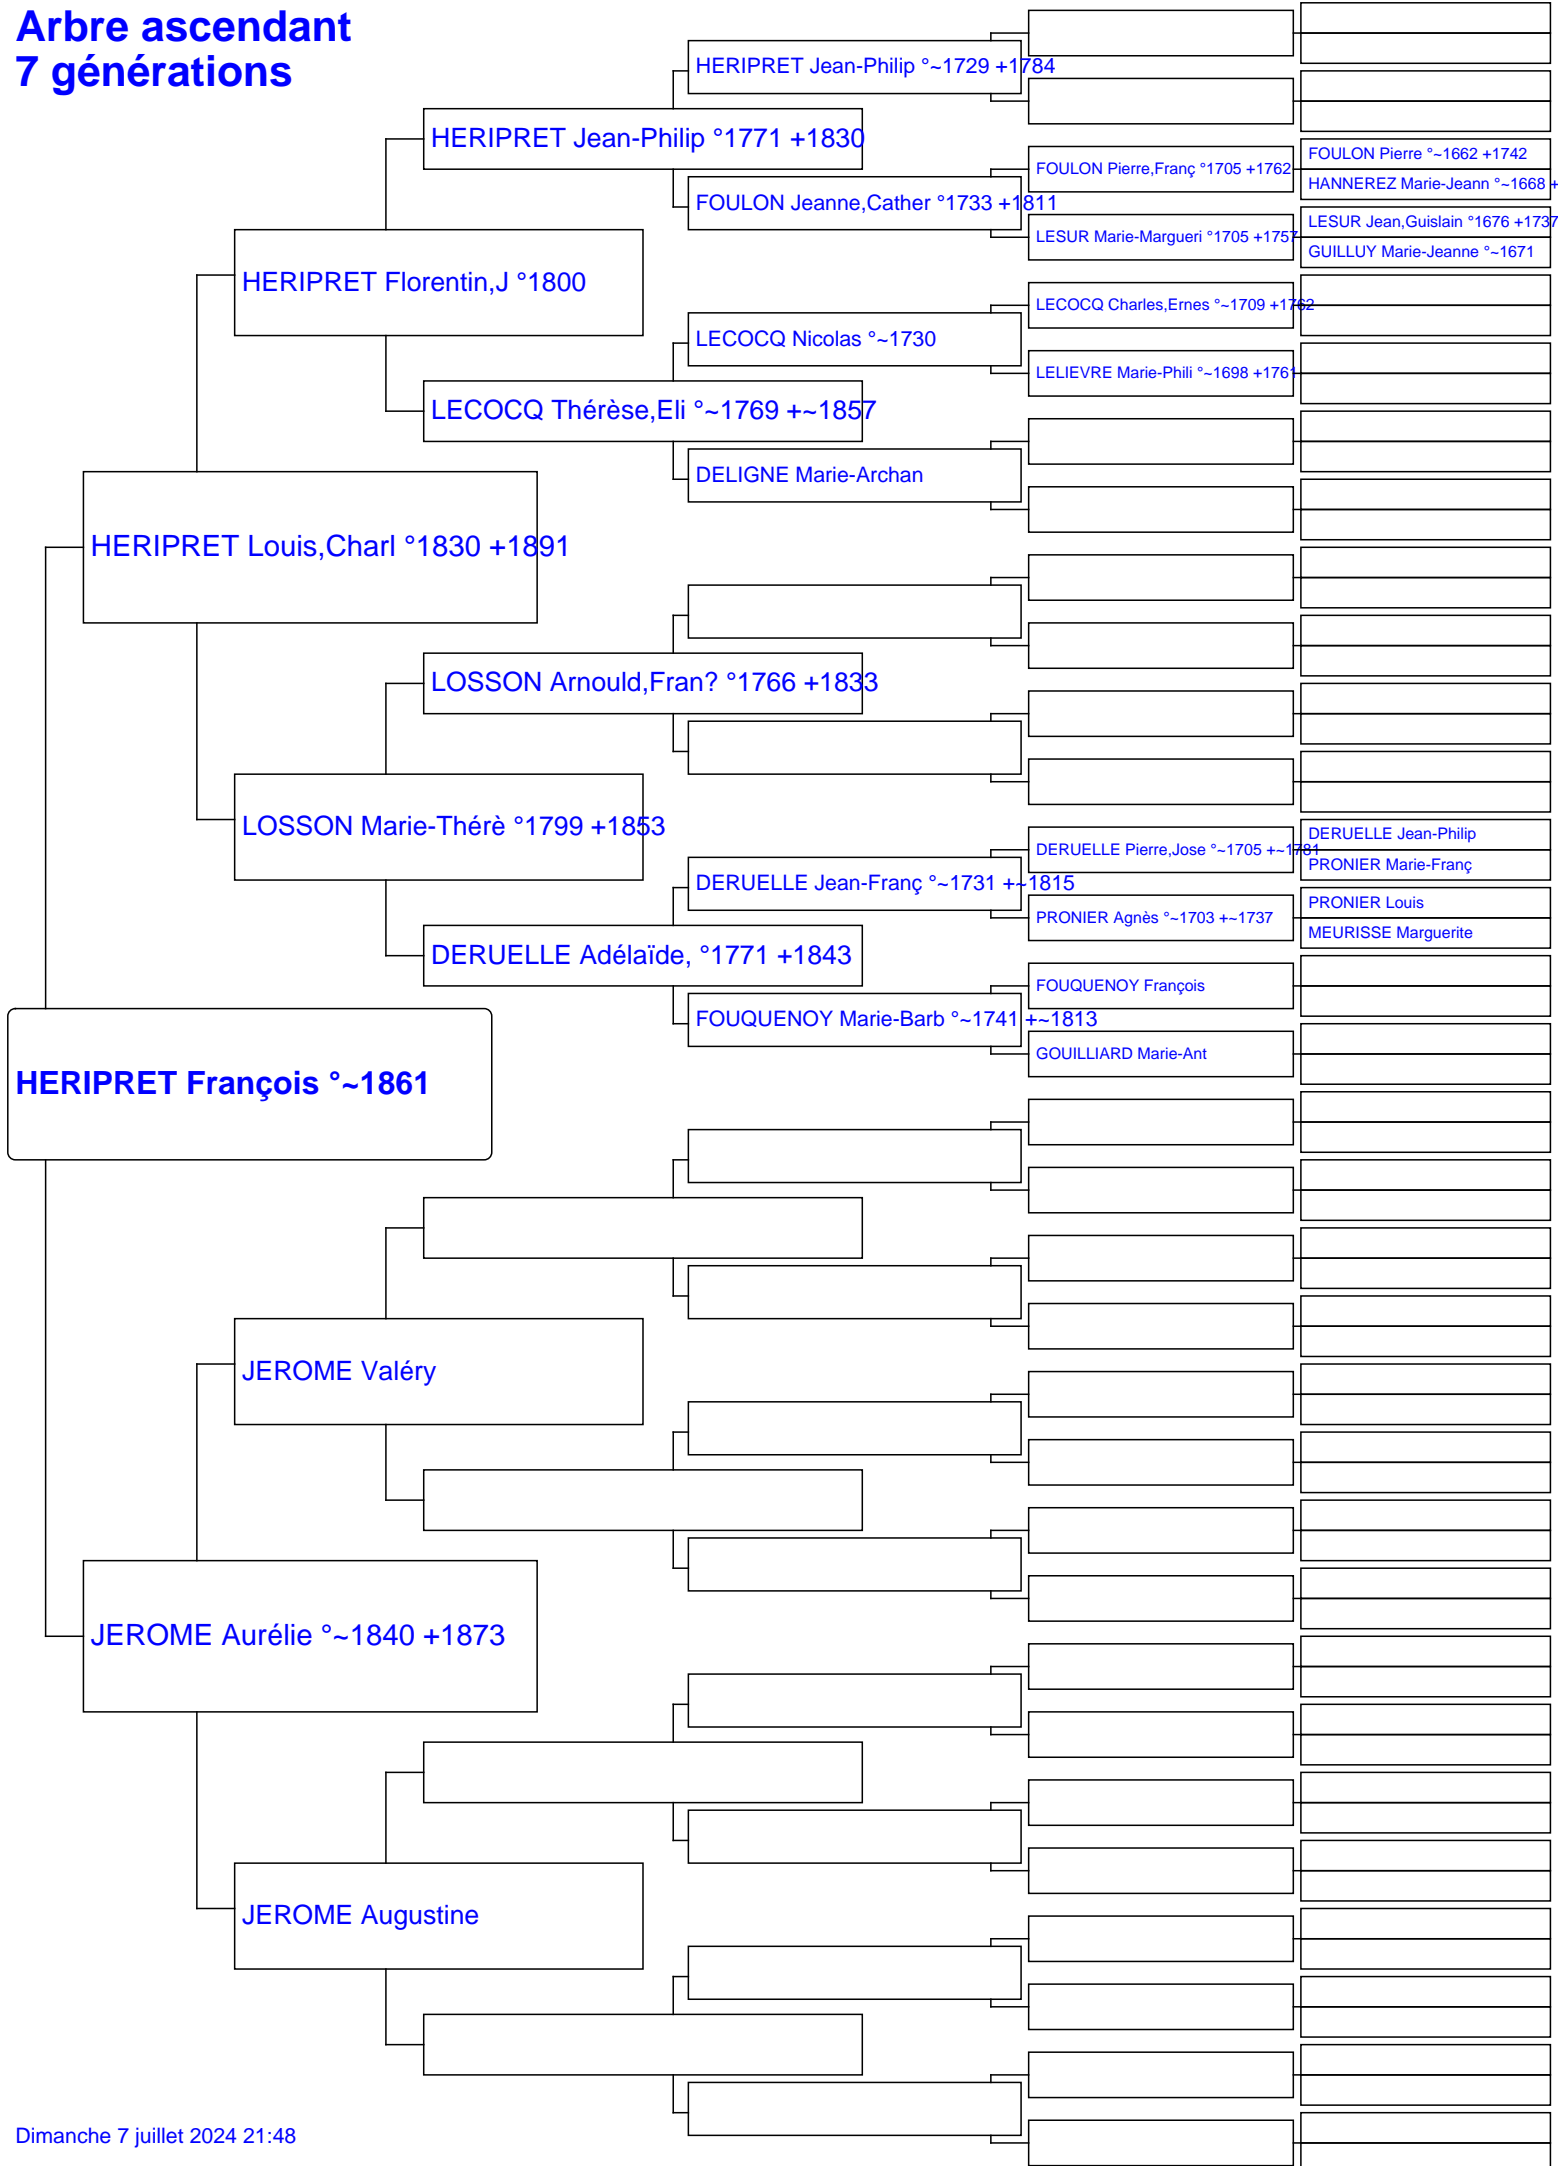 Arbre ascendant
7 générations
HERIPRET Jean-Philip °~1729 +1784
HERIPRET Jean-Philip °1771 +1830
FOULON Pierre °~1662 +1742
FOULON Pierre,Franç °1705 +1762
HANNEREZ Marie-Jeann °~1668 +
FOULON Jeanne,Cather °1733 +1811
LESUR Jean,Guislain °1676 +1737
LESUR Marie-Margueri °1705 +1757
GUILLUY Marie-Jeanne °~1671
HERIPRET Florentin,J °1800
LECOCQ Charles,Ernes °~1709 +1762
LECOCQ Nicolas °~1730
LELIEVRE Marie-Phili °~1698 +1761
LECOCQ Thérèse,Eli °~1769 +~1857
DELIGNE Marie-Archan
HERIPRET Louis,Charl °1830 +1891
LOSSON Arnould,Fran? °1766 +1833
LOSSON Marie-Thérè °1799 +1853
DERUELLE Jean-Philip
DERUELLE Pierre,Jose °~1705 +~1781
PRONIER Marie-Franç
DERUELLE Jean-Franç °~1731 +~1815
PRONIER Louis
PRONIER Agnès °~1703 +~1737
MEURISSE Marguerite
DERUELLE Adélaïde, °1771 +1843
FOUQUENOY François
FOUQUENOY Marie-Barb °~1741 +~1813
GOUILLIARD Marie-Ant
HERIPRET François °~1861
JEROME Valéry
JEROME Aurélie °~1840 +1873
JEROME Augustine
Dimanche 7 juillet 2024 21:48